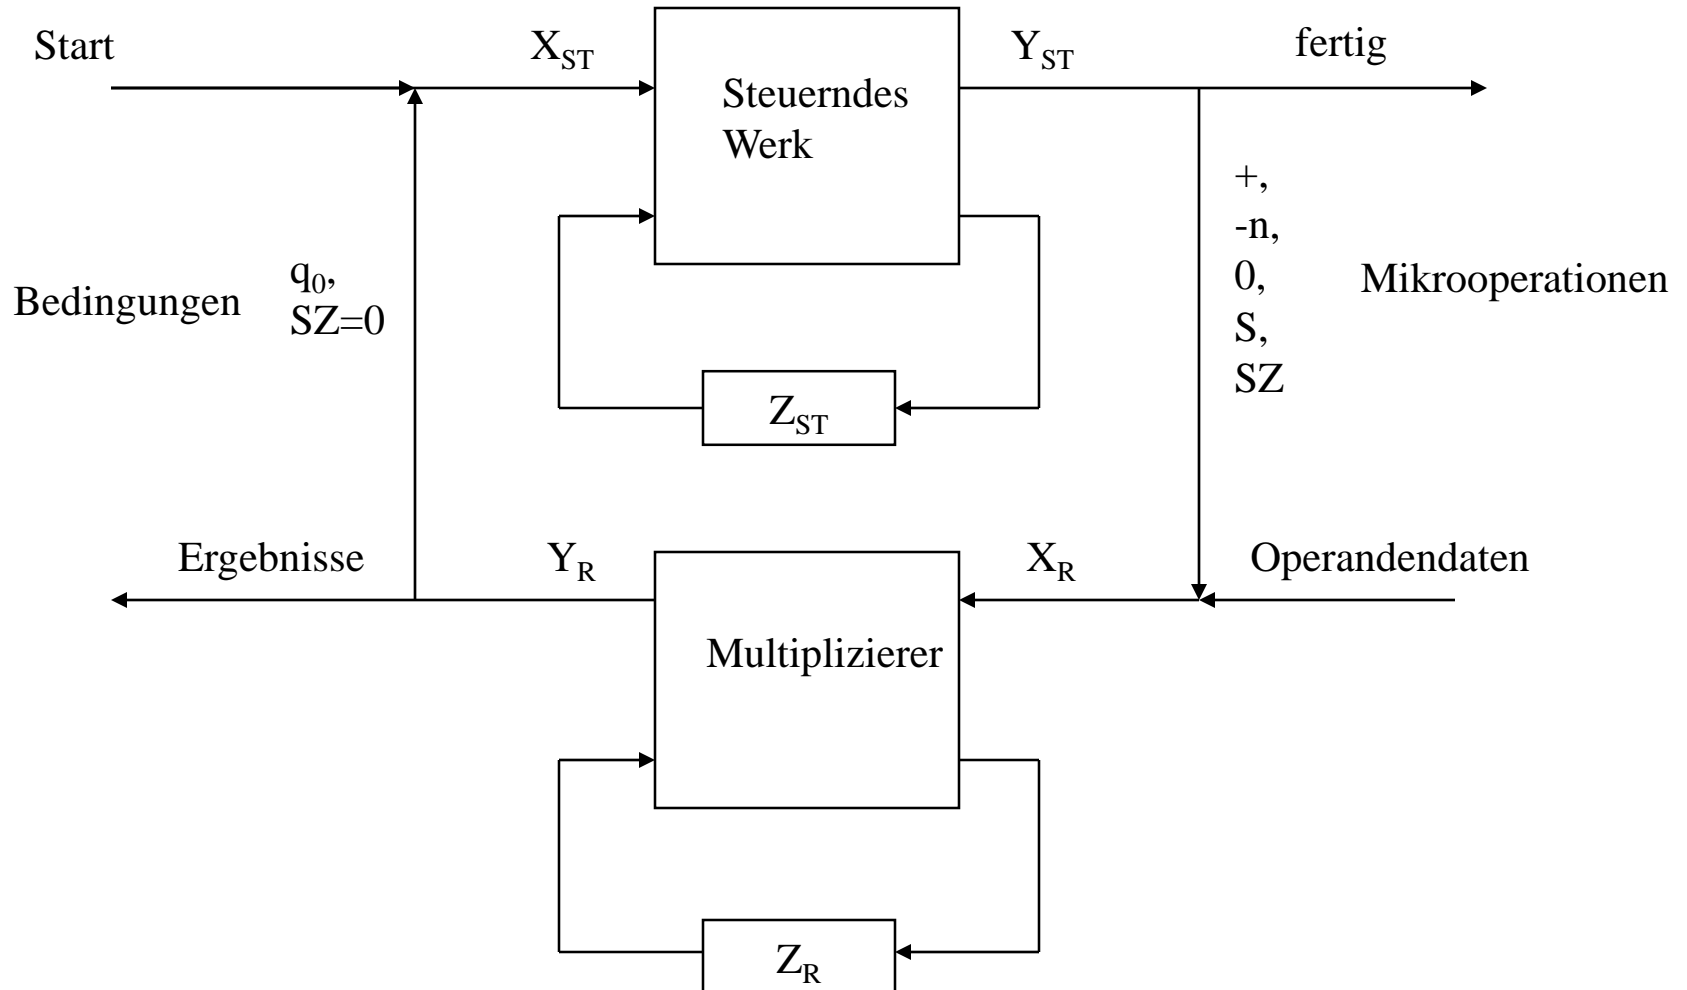 Start
X_ST
Y_ST
fertig
Steuerndes
Werk
+,
-n,
0,
S,
SZ
Mikrooperationen
Bedingungen
q_0,
SZ=0
Z_ST
Ergebnisse
Y_R
X_R
Operandendaten
Multiplizierer
Z_R